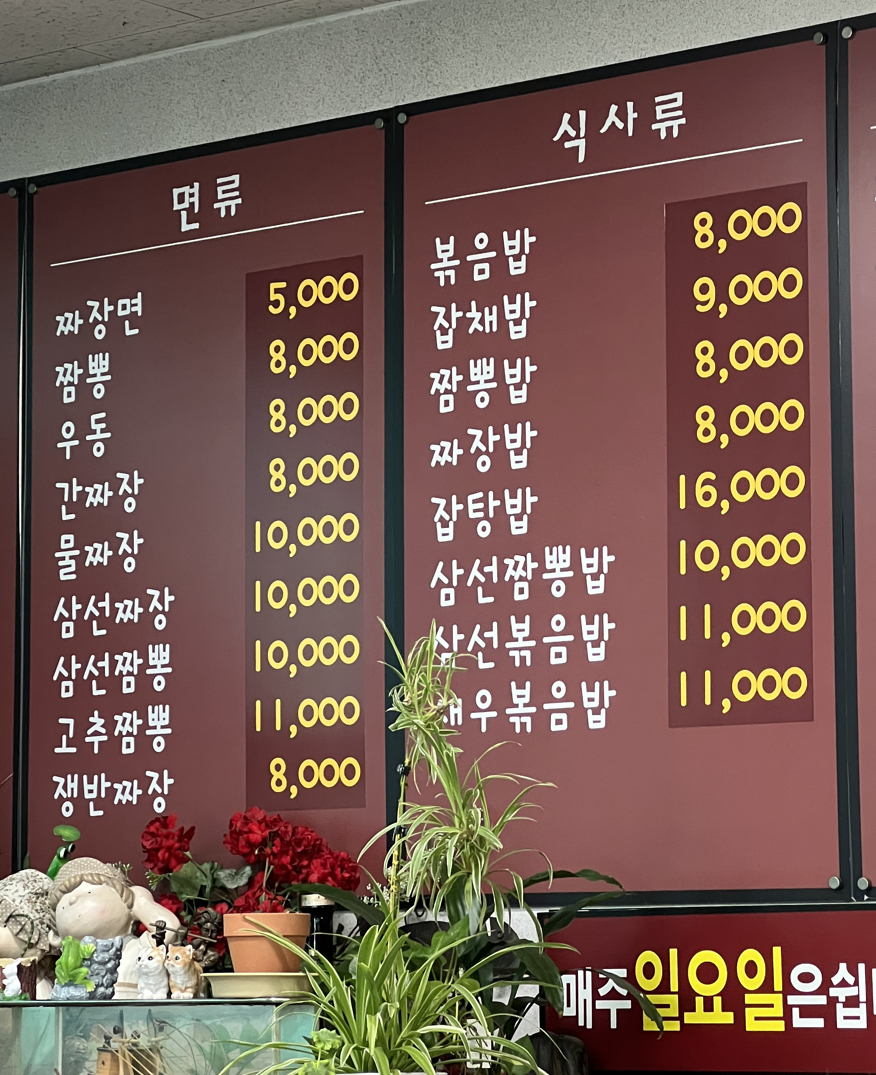 면류
짜장면 5,000
짬뽕 8,000
우동 8,000
간짜장 8,000
물짜장 10,000
삼선짜장 10,000
삼선짬뽕 10,000
고추짬뽕 11,000
쟁반짜장 8,000
식사류
볶음밥 8,000
잡채밥 9,000
짬뽕밥 8,000
짜장밥 8,000
잡탕밥 16,000
삼선짬뽕밥 10,000
삼선볶음밥 11,000
새우볶음밥 11,000
매주 일요일은